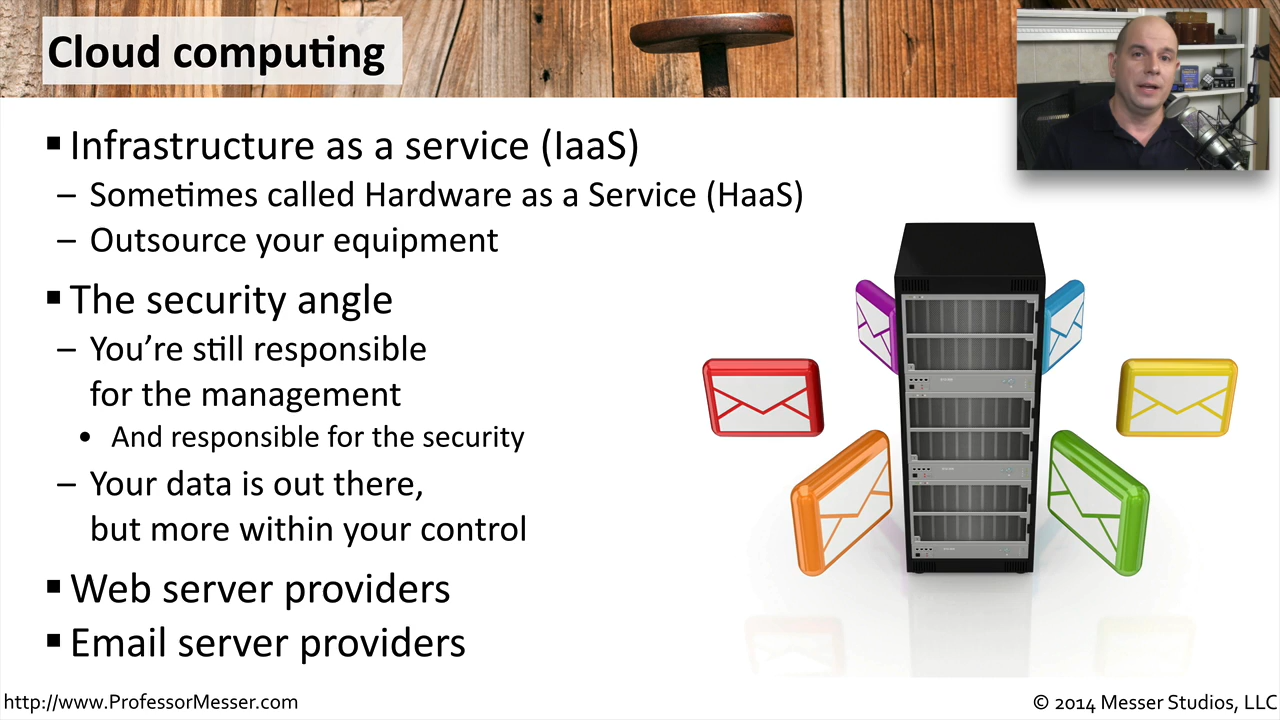 Cloud computing
▪ Infrastructure as a service (IaaS)
– Sometimes called Hardware as a Service (HaaS)
– Outsource your equipment
▪ The security angle
– You’re still responsible
for the management
• And responsible for the security
– Your data is out there,
but more within your control
▪ Web server providers
▪ Email server providers
http://www.ProfessorMesser.com
© 2014 Messer Studios, LLC